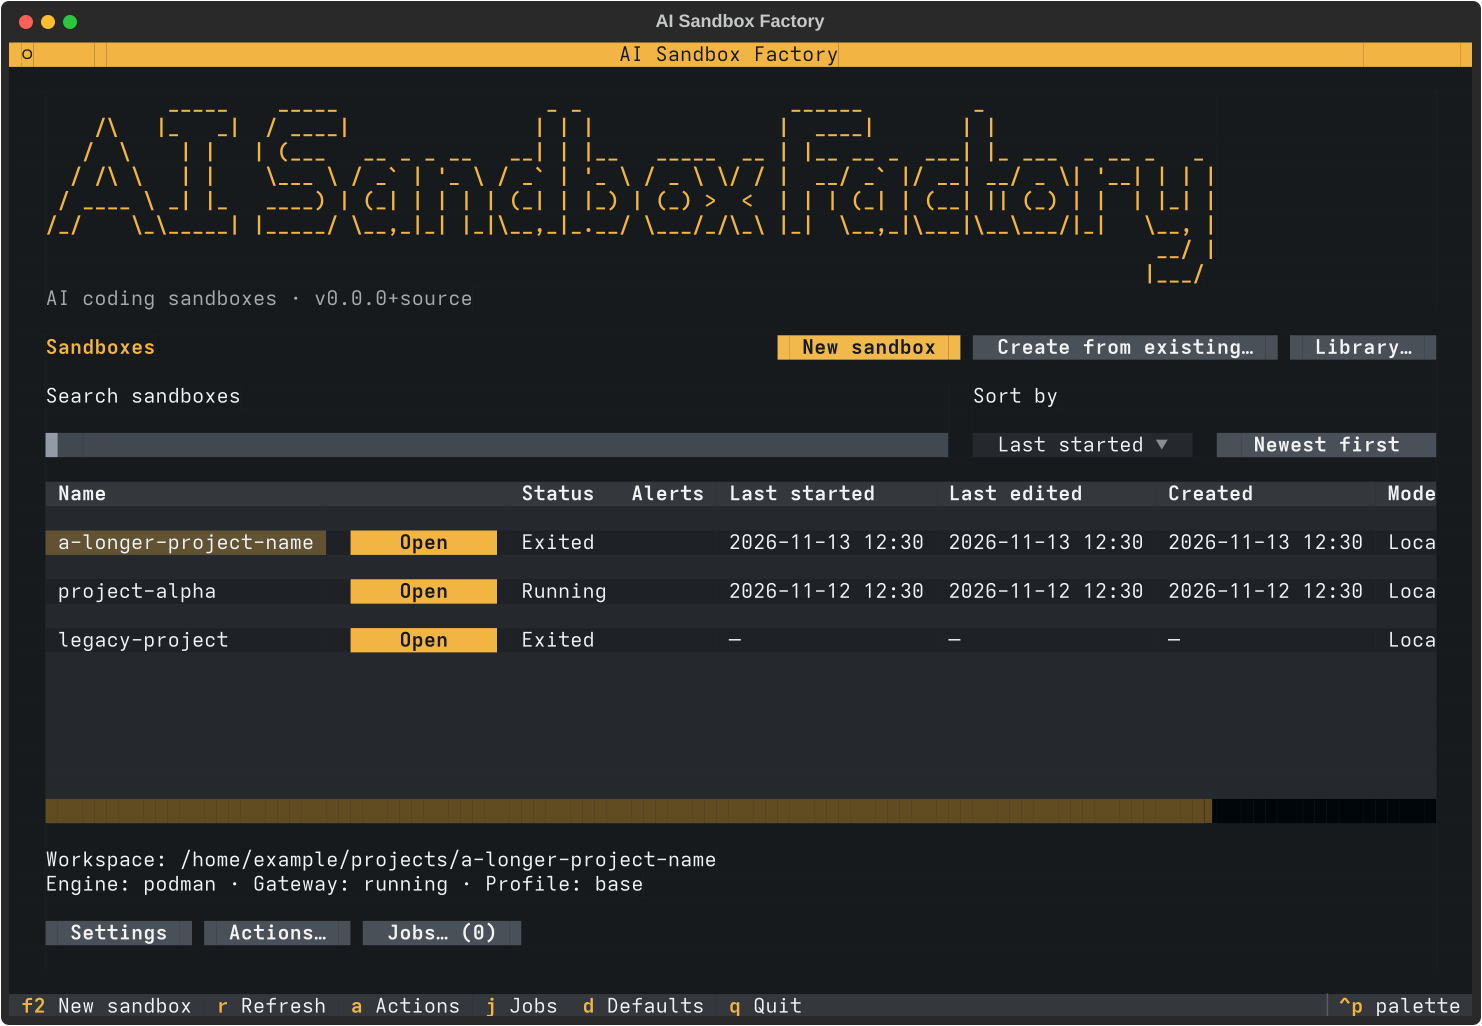 AI Sandbox Factory
AI Sandbox Factory
AI Sandbox Factory
AI coding sandboxes · v0.0.0+source
Sandboxes New sandbox Create from existing… Library…
Search sandboxes Sort by
Last started ▼ Newest first
Name Status Alerts Last started Last edited Created Mode
a-longer-project-name Open Exited 2026-11-13 12:30 2026-11-13 12:30 2026-11-13 12:30 Loca
project-alpha Open Running 2026-11-12 12:30 2026-11-12 12:30 2026-11-12 12:30 Loca
legacy-project Open Exited — — — Loca
Workspace: /home/example/projects/a-longer-project-name
Engine: podman · Gateway: running · Profile: base
Settings Actions… Jobs… (0)
f2 New sandbox r Refresh a Actions j Jobs d Defaults q Quit ^p palette